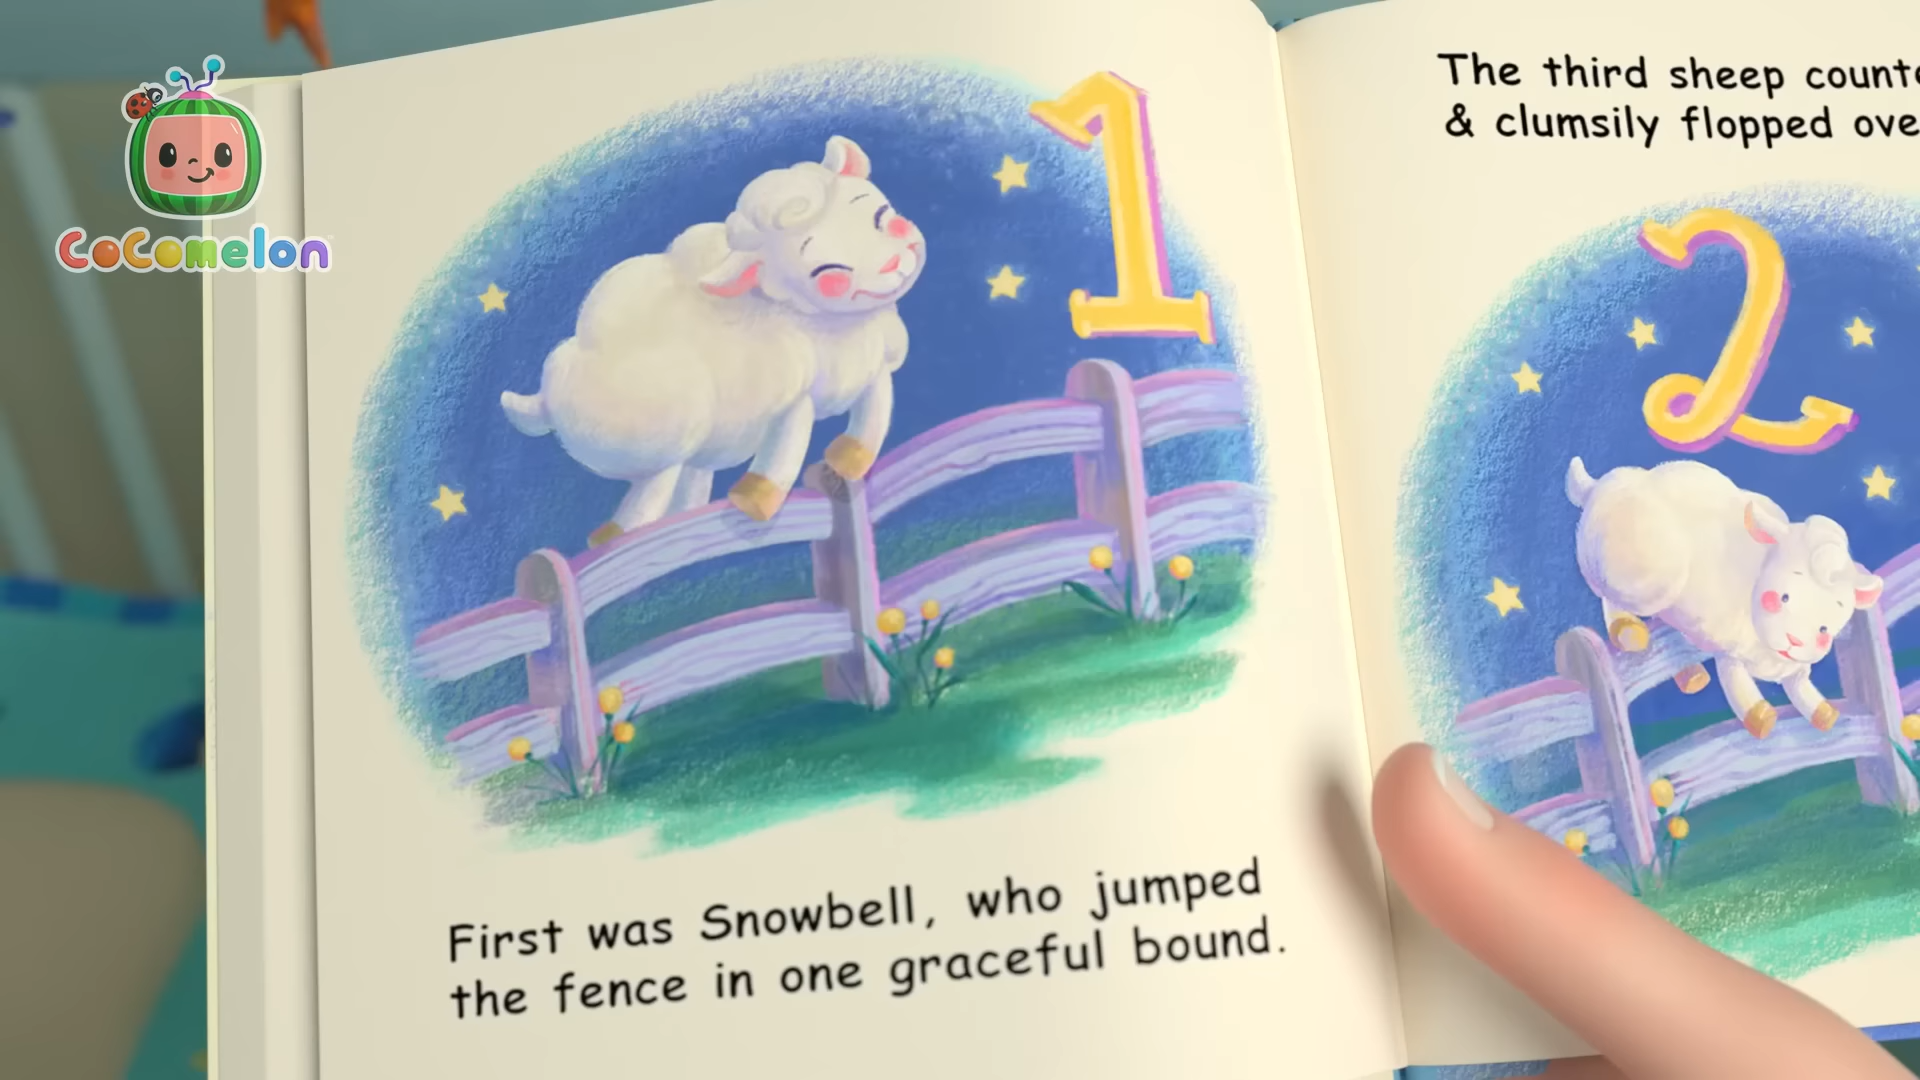 CoComelon
1
First was Snowbell, who jumped
the fence in one graceful bound.
The third sheep
& clumsily flopped
2